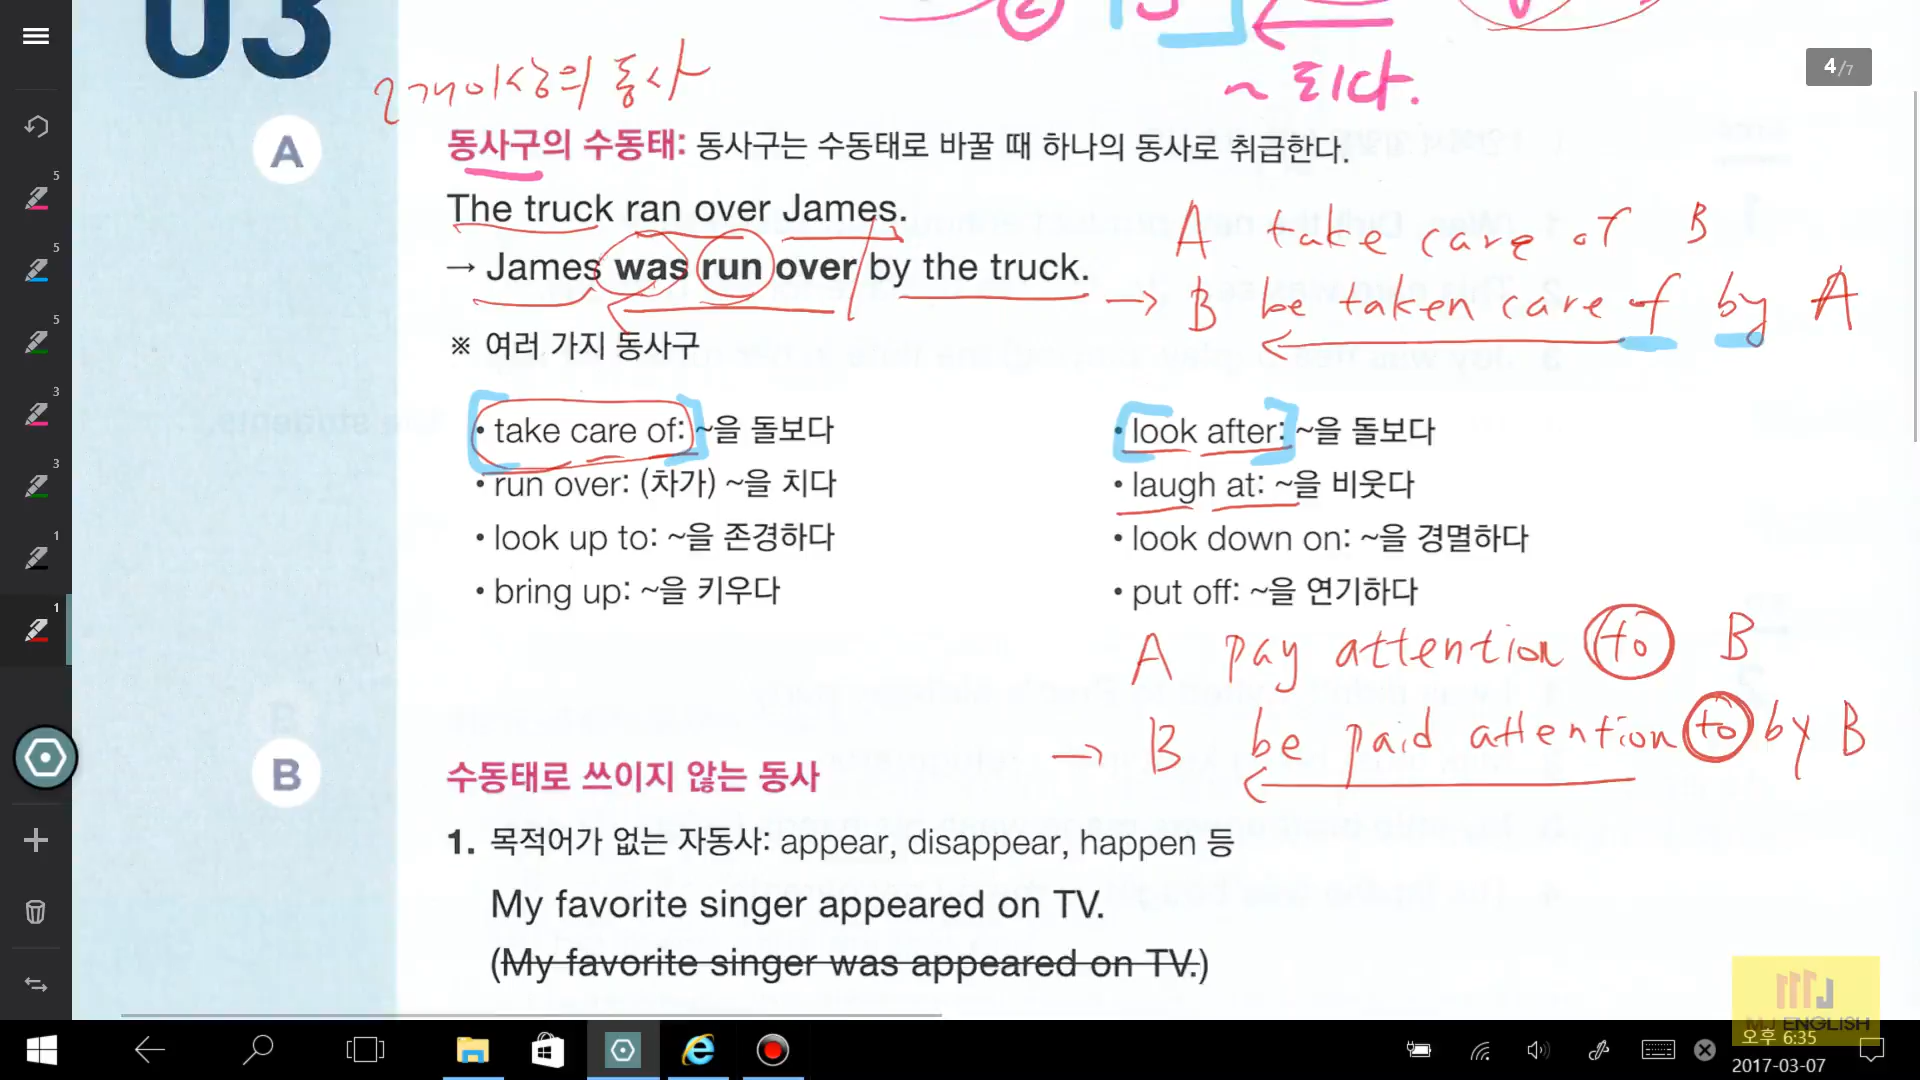 03
4/7
~되다.
2개이상의 동사
A
동사구의 수동태: 동사구는 수동태로 바꿀 때 하나의 동사로 취급한다.
The truck ran over James.
→ James was run over by the truck.
A take care of B
→ B be taken care of by A
※ 여러 가지 동사구
• take care of: ~을 돌보다
• look after: ~을 돌보다
• run over: (차가) ~을 치다
• laugh at: ~을 비웃다
• look up to: ~을 존경하다
• look down on: ~을 경멸하다
• bring up: ~을 키우다
• put off: ~을 연기하다
A pay attention to B
→ B be paid attention to by B
B
수동태로 쓰이지 않는 동사
1. 목적어가 없는 자동사: appear, disappear, happen 등
My favorite singer appeared on TV.
(My favorite singer was appeared on TV.)
5
5
5
3
3
1
1
MJ ENGLISH
오후 6:35
2017-03-07